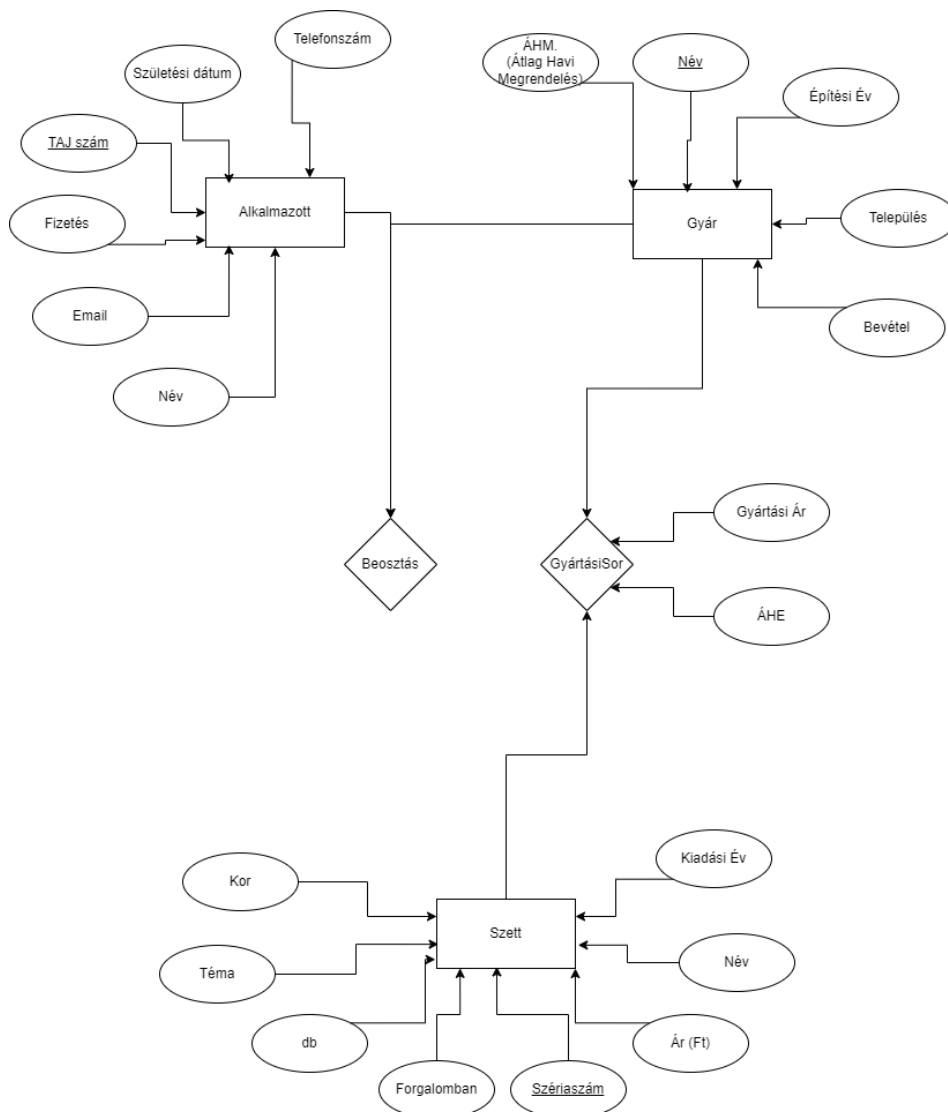 Telefonszám
Születési dátum
ÁHM.
(Átlag Havi
Megrendelés)
Név
Építési Év
TAJ szám
Alkalmazott
Gyár
Település
Fizetés
Email
Bevétel
Név
Gyártási Ár
Beosztás
GyártásiSor
ÁHE
Kiadási Év
Kor
Szett
Név
Téma
db
Ár (Ft)
Forgalomban
Szériaszám